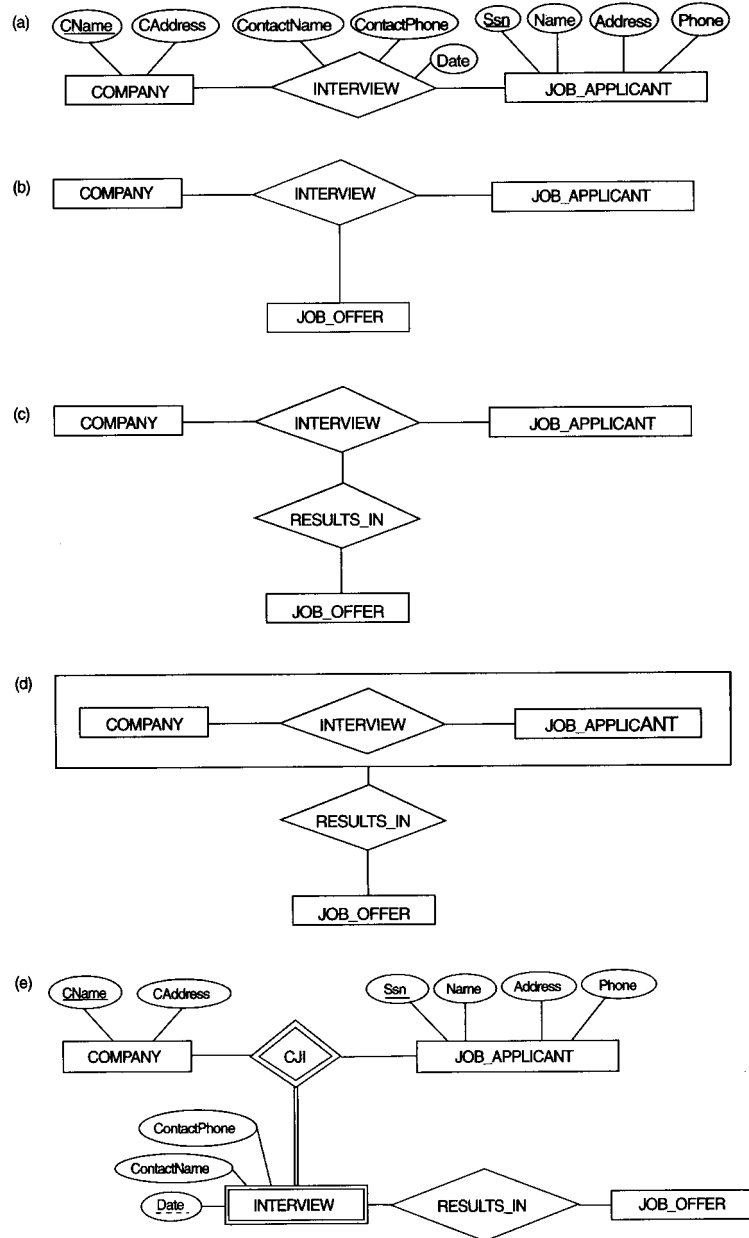 (a) CName CAddress ContactName ContactPhone Ssn Name Address Phone
Date
COMPANY INTERVIEW JOB_APPLICANT
(b) COMPANY INTERVIEW JOB_APPLICANT
JOB_OFFER
(c) COMPANY INTERVIEW JOB_APPLICANT
RESULTS_IN
JOB_OFFER
(d)
COMPANY INTERVIEW JOB_APPLICANT
RESULTS_IN
JOB_OFFER
(e)
CName CAddress Ssn Name Address Phone
COMPANY CJI JOB_APPLICANT
ContactPhone
ContactName
Date INTERVIEW RESULTS_IN JOB_OFFER